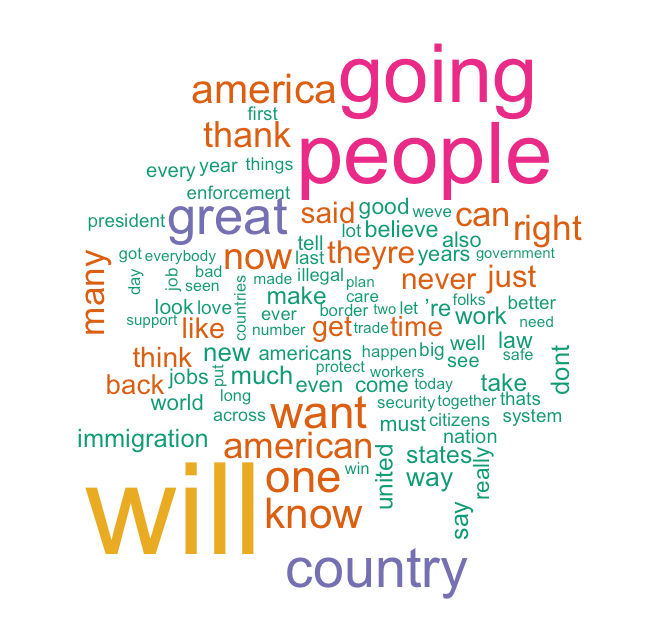 going
america
first
people
thank
every year things
enforcement
president
great
said
good
weve
can
right
lot
believe
also
tell
now
last
theyre
years
government
got
everybody
many
day
job
bad
seen
countries
made
illegal
plan
care
never
just
make
look
love
ever
border
two
let
're
folks
better
support
like
number
get
trade
time
work
need
think
new
americans
happen
big
well
law
see
safe
dont
back
jobs
put
much
protect
workers
even
come
today
take
world
long
across
want
security
together
thats
must
citizens
system
immigration
american
nation
states
will
one
win
united
way
really
know
say
country